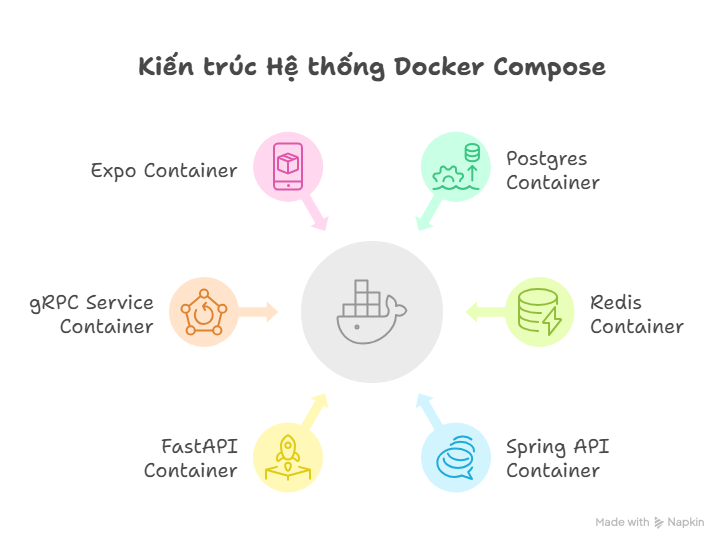 Kiến trúc Hệ thống Docker Compose
Expo Container
Postgres
Container
gRPC Service
Container
Redis
Container
FastAPI
Container
Spring API
Container
Made with Napkin